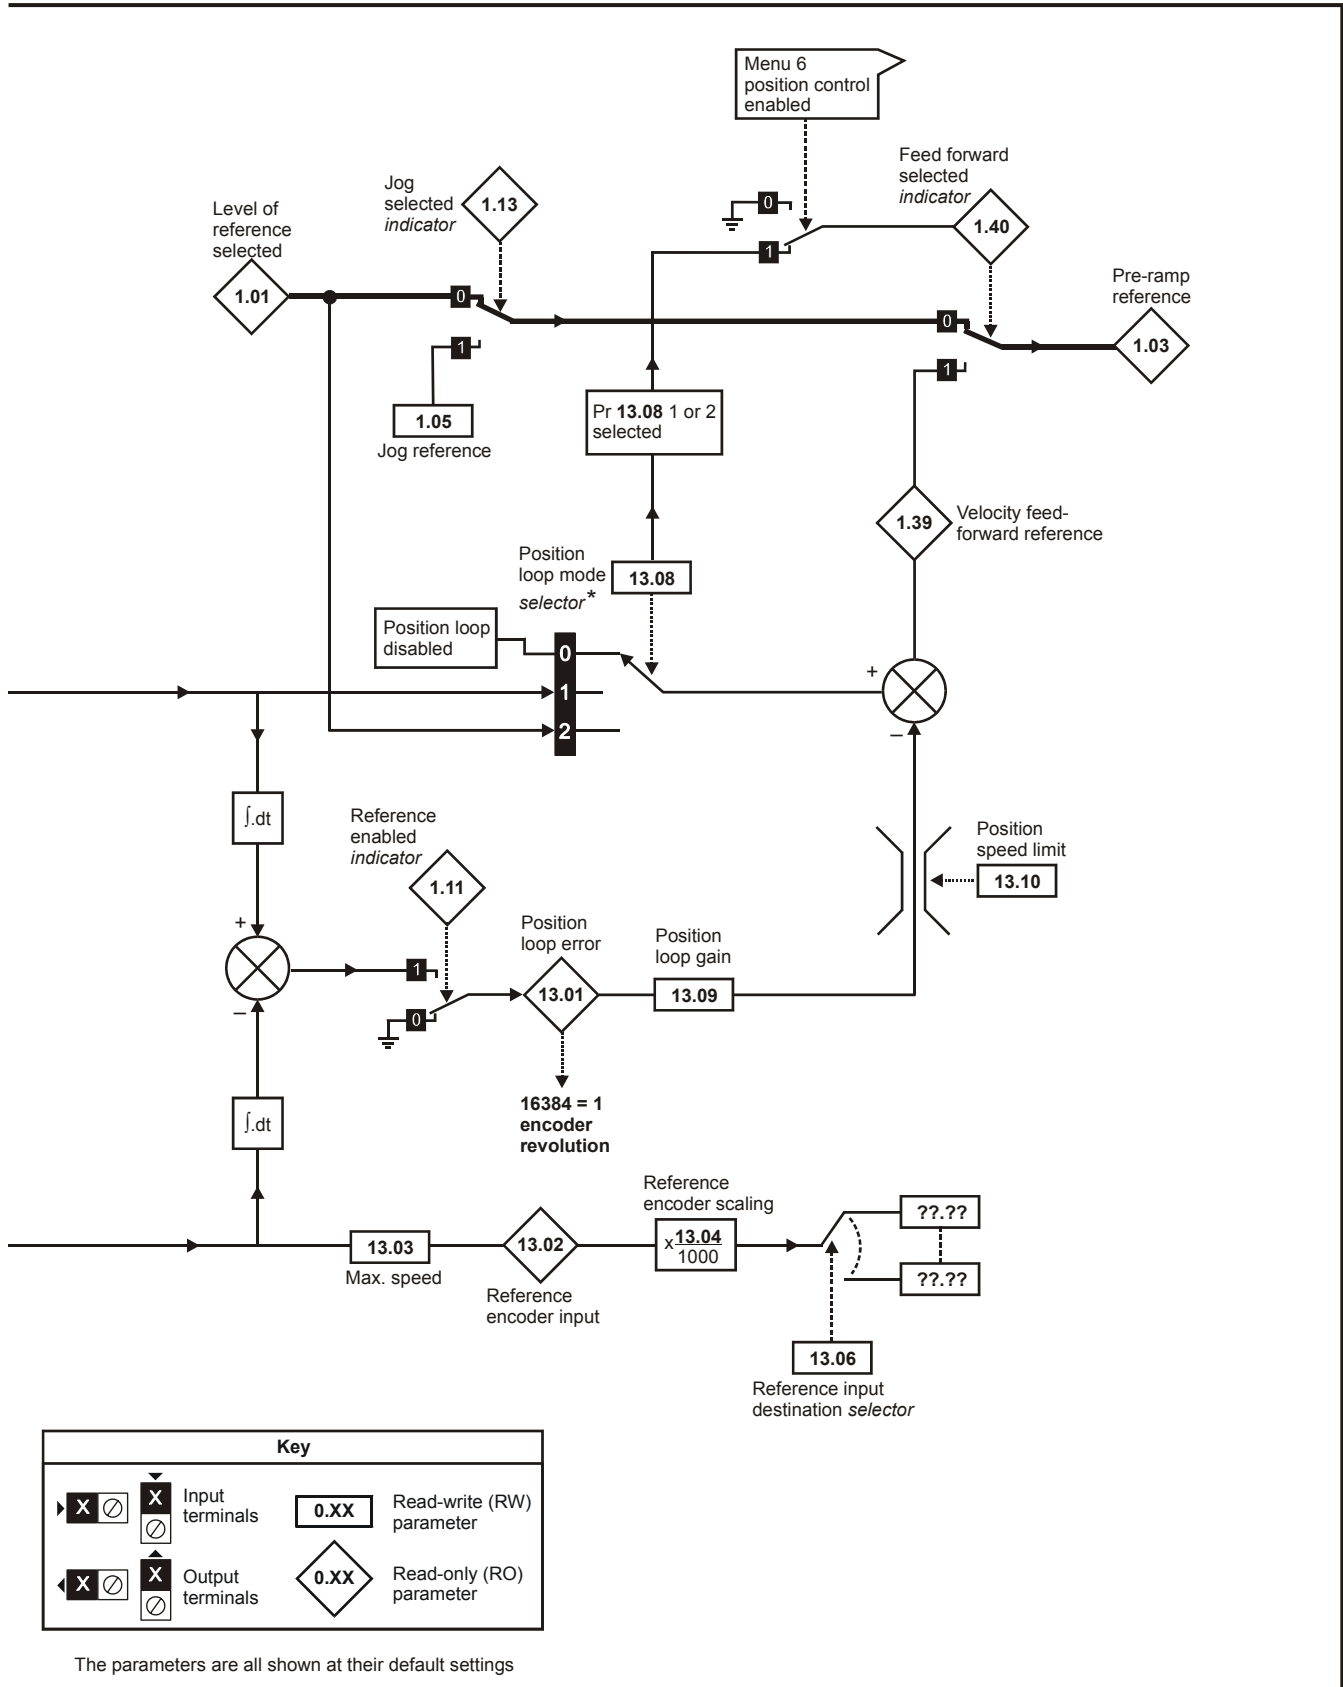 Menu 6
position control
enabled
Feed forward
selected
indicator
1.40
Jog
selected
indicator
1.13
Level of
reference
selected
1.01
0
1
0
1
0
1
Pre-ramp
reference
1.03
1.05
Jog reference
Pr 13.08 1 or 2
selected
1.39
Velocity feed-
forward reference
Position
loop mode
selector*
13.08
Position loop
disabled
0
1
2
+
–
∫.dt
Reference
enabled
indicator
1.11
Position
speed limit
13.10
+
–
1
0
Position
loop error
13.01
Position
loop gain
13.09
16384 = 1
encoder
revolution
∫.dt
13.03
Max. speed
13.02
Reference
encoder input
Reference
encoder scaling
x13.04
1000
??.??
??.??
13.06
Reference input
destination selector
Key
X
X
Input
terminals
0.XX
Read-write (RW)
parameter
X
X
Output
terminals
0.XX
Read-only (RO)
parameter
The parameters are all shown at their default settings